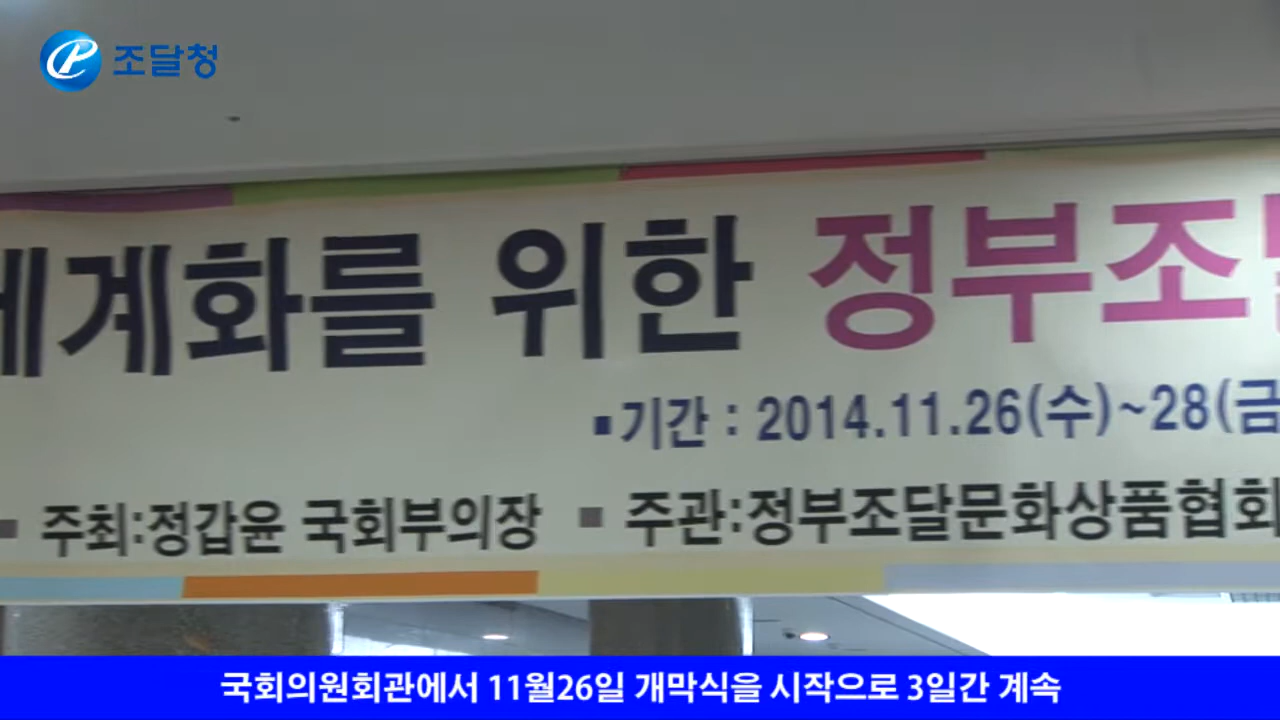 조달청
세계화를 위한 정부조달
■기간 : 2014.11.26(수)~28(금
■ 주최:정갑윤 국회부의장 ■ 주관:정부조달문화상품협회
국회의원회관에서 11월26일 개막식을 시작으로 3일간 계속